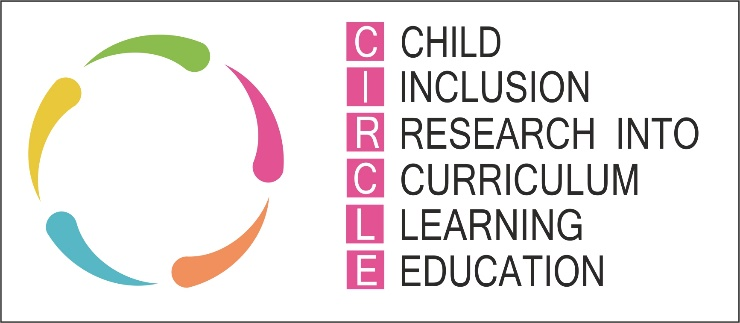 C CHILD
I INCLUSION
R RESEARCH INTO
C CURRICULUM
L LEARNING
E EDUCATION